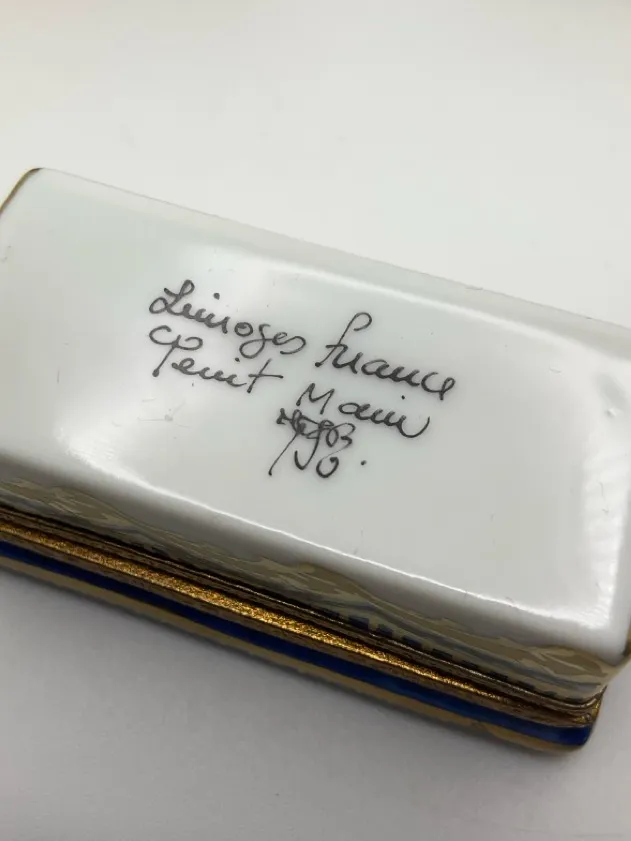 Limoges france
Peint Main